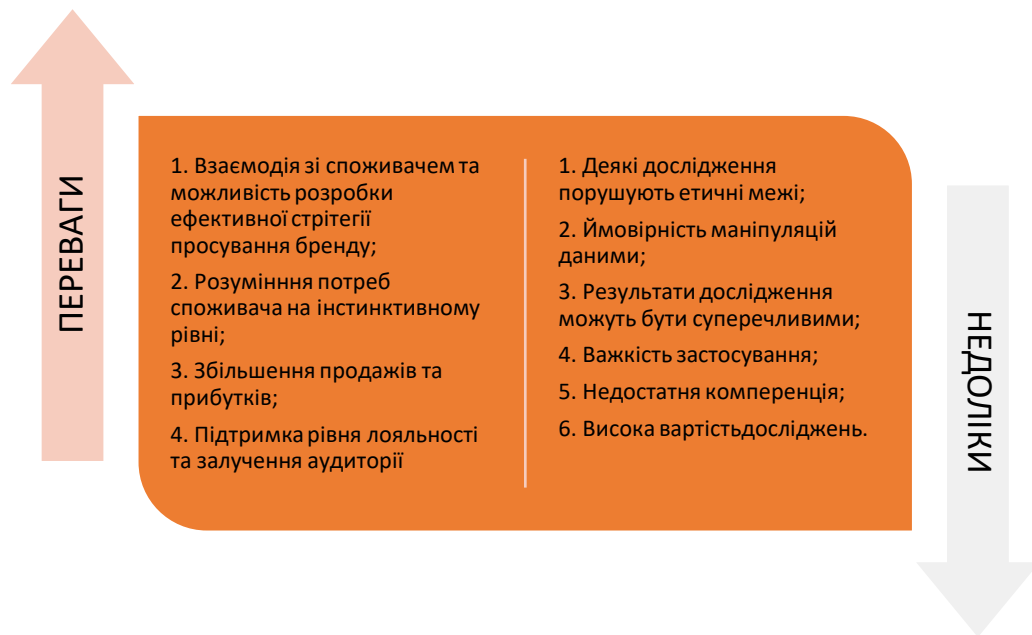 ПЕРЕВАГИ
1. Взаємодія зі споживачем та
можливість розробки
ефективної стрітегії
просування бренду;
2. Розумінння потреб
споживача на інстинктивному
рівні;
3. Збільшення продажів та
прибутків;
4. Підтримка рівня лояльності
та залучення аудиторії
1. Деякі дослідження
порушують етичні межі;
2. Ймовірність маніпуляцій
даними;
3. Результати дослідження
можуть бути суперечливими;
4. Важкість застосування;
5. Недостатня комперенція;
6. Висока вартістьдосліджень.
НЕДОЛІКИ